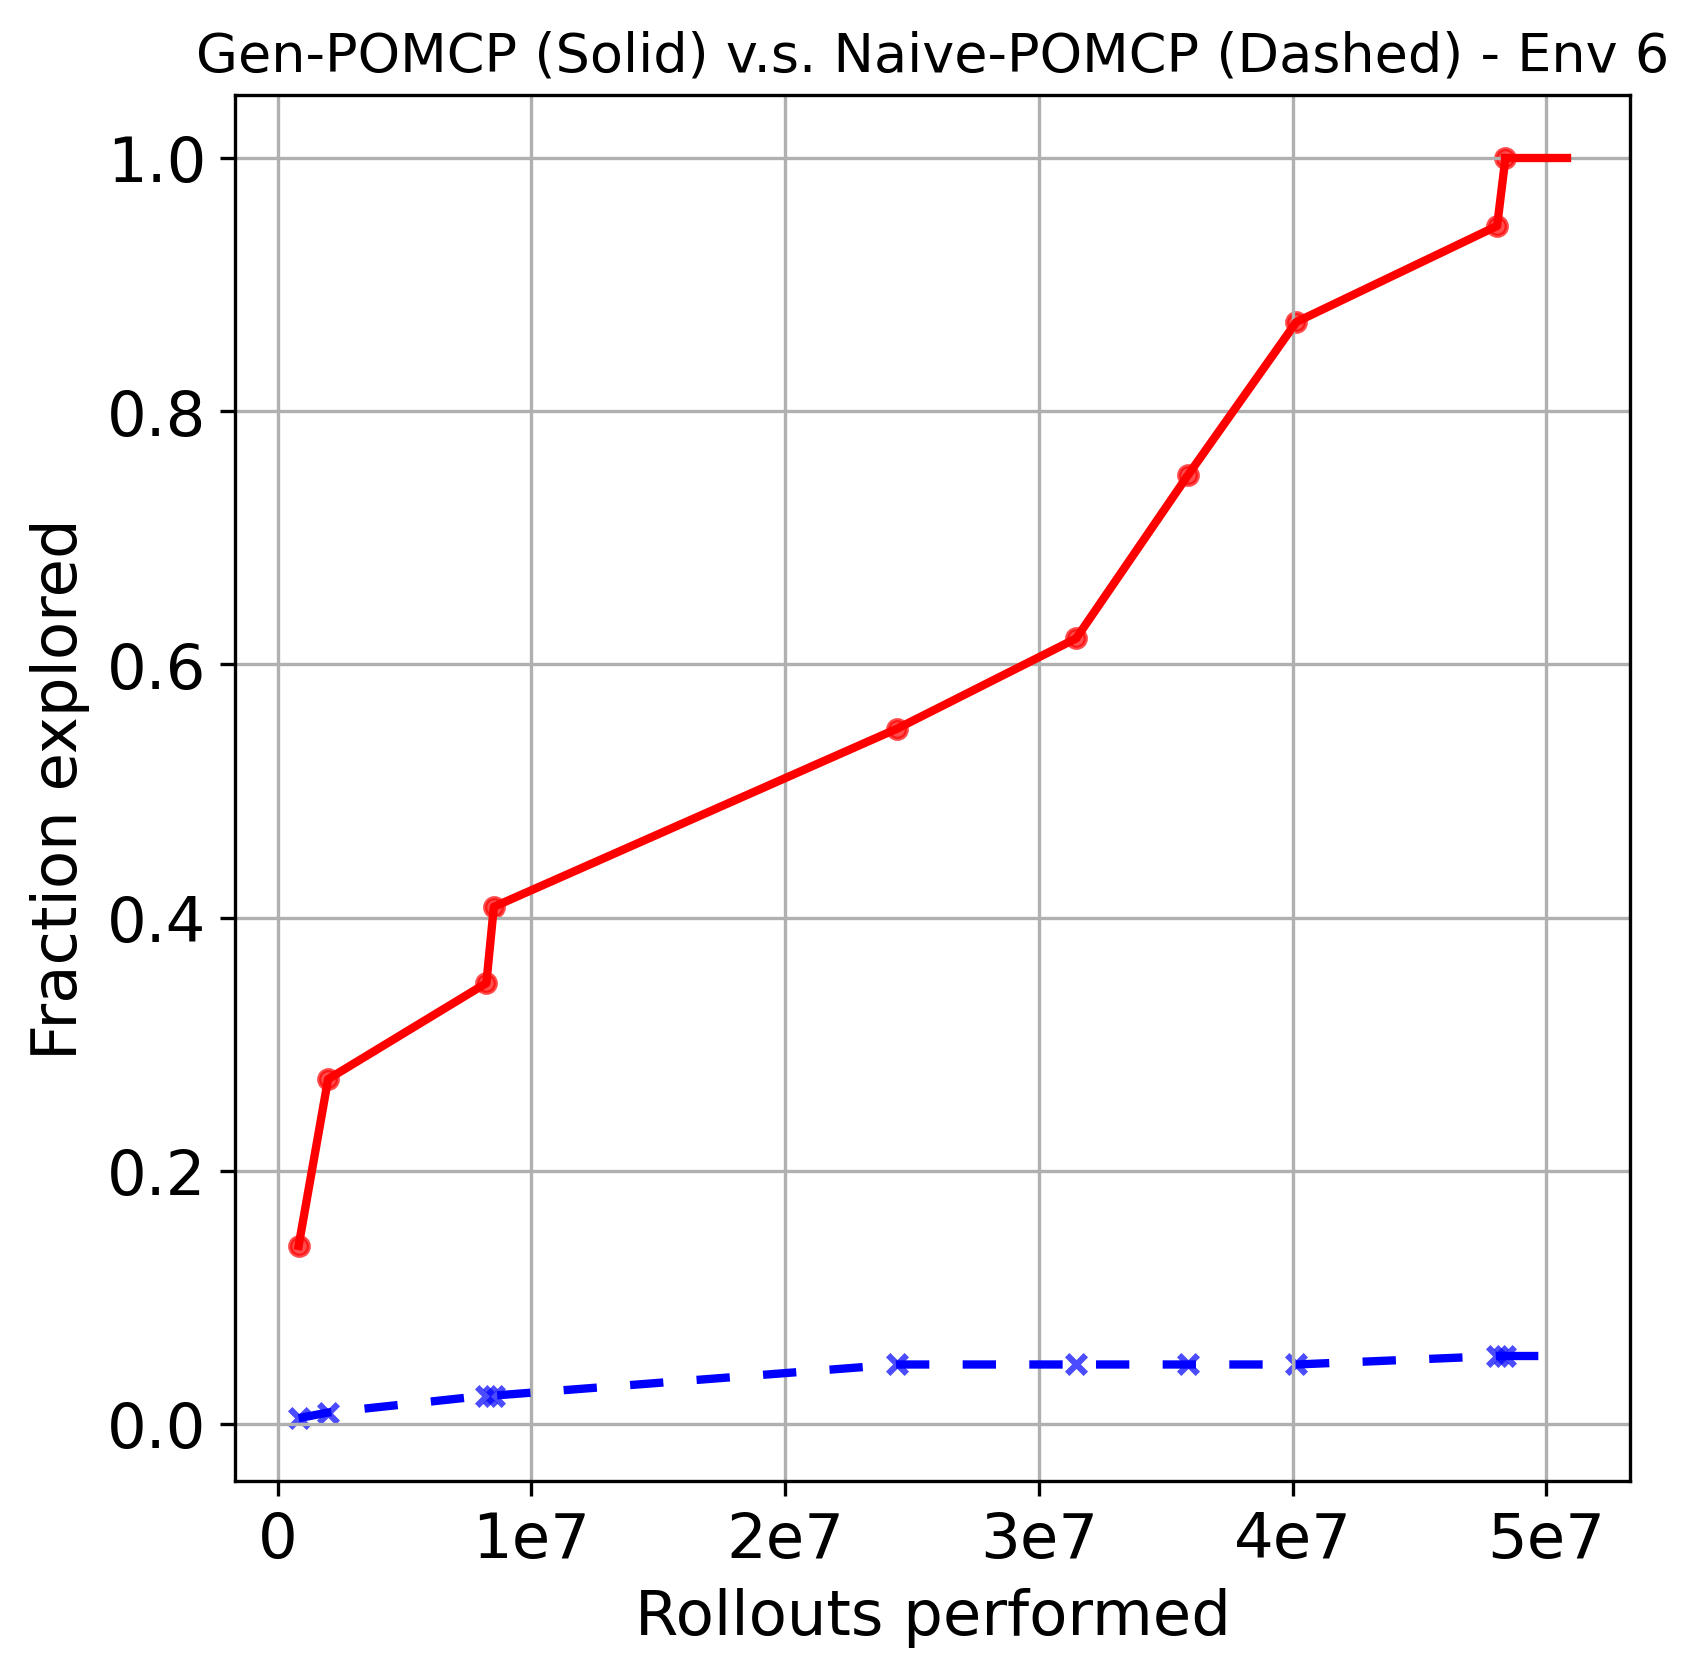 Gen-POMCP (Solid) v.s. Naive-POMCP (Dashed) - Env 6
1.0
0.8
0.6
0.4
0.2
0.0
Fraction explored
0 1e7 2e7 3e7 4e7 5e7
Rollouts performed